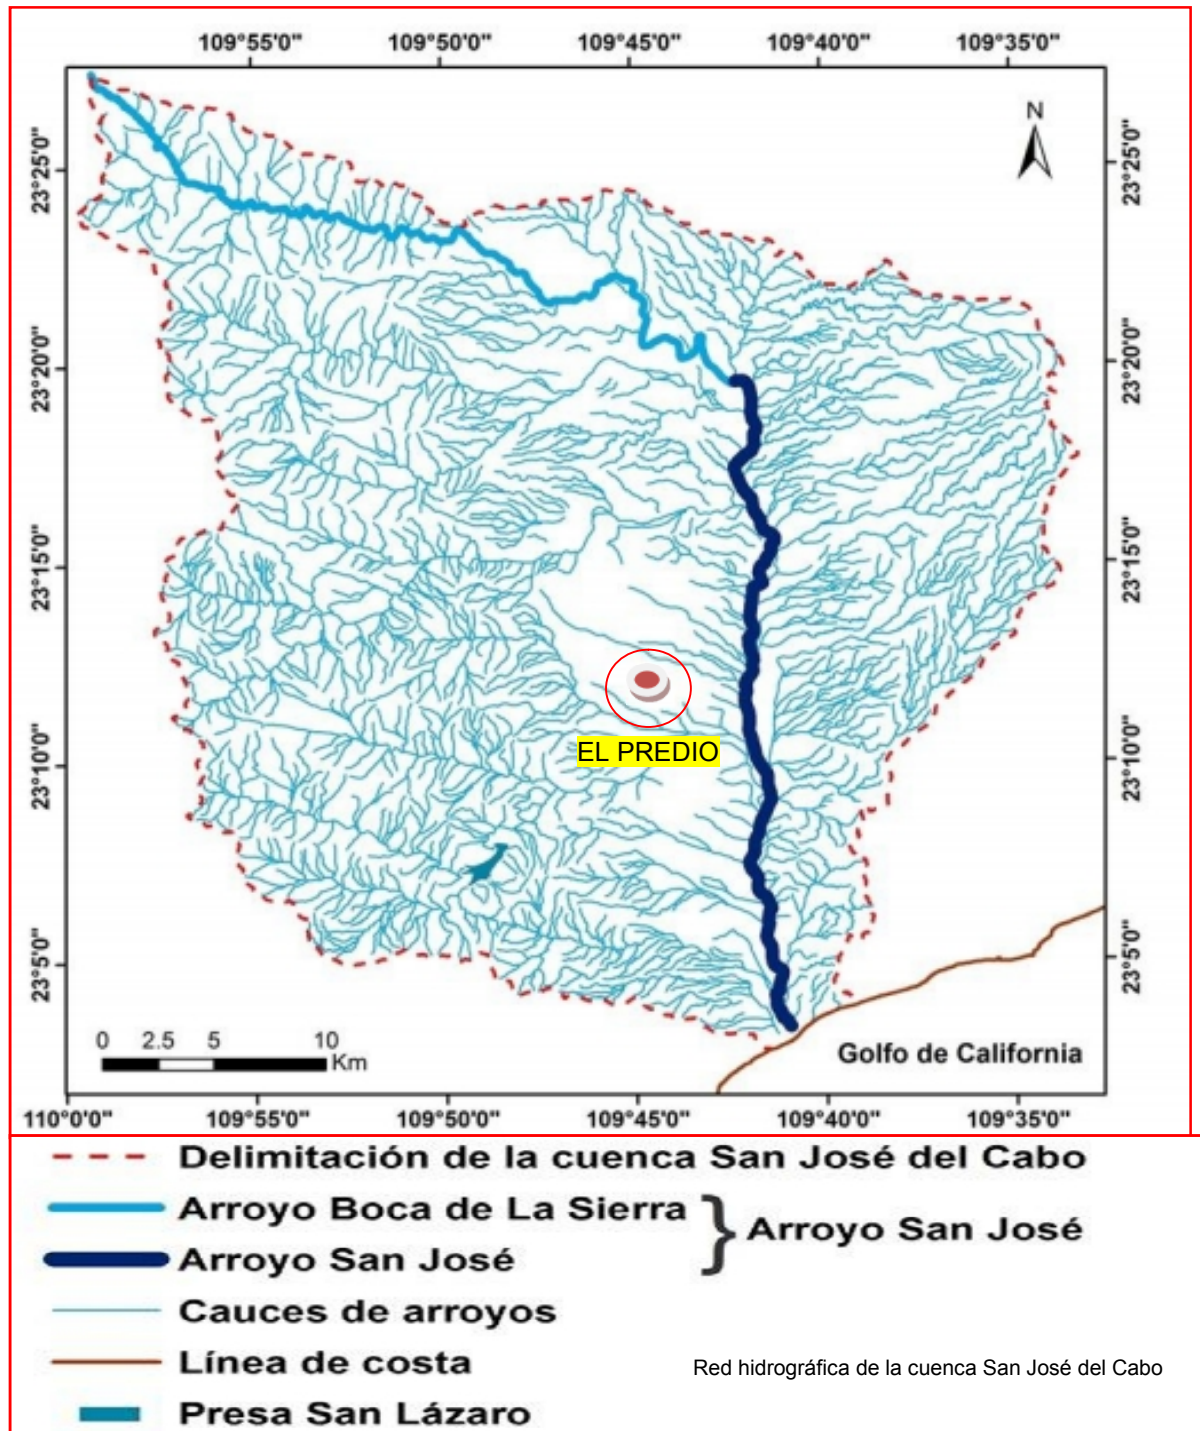 109°55'0" 109°50'0" 109°45'0" 109°40'0" 109°35'0"
N
23°25'0" 23°25'0"
23°20'0" 23°20'0"
23°15'0" 23°15'0"
EL PREDIO
23°10'0" 23°10'0"
23°5'0" 23°5'0"
0 2.5 5 10
Km
Golfo de California
110°0'0" 109°55'0" 109°50'0" 109°45'0" 109°40'0" 109°35'0"
Delimitación de la cuenca San José del Cabo
Arroyo Boca de La Sierra
} Arroyo San José
Arroyo San José
Cauces de arroyos
Línea de costa
Red hidrográfica de la cuenca San José del Cabo
Presa San Lázaro